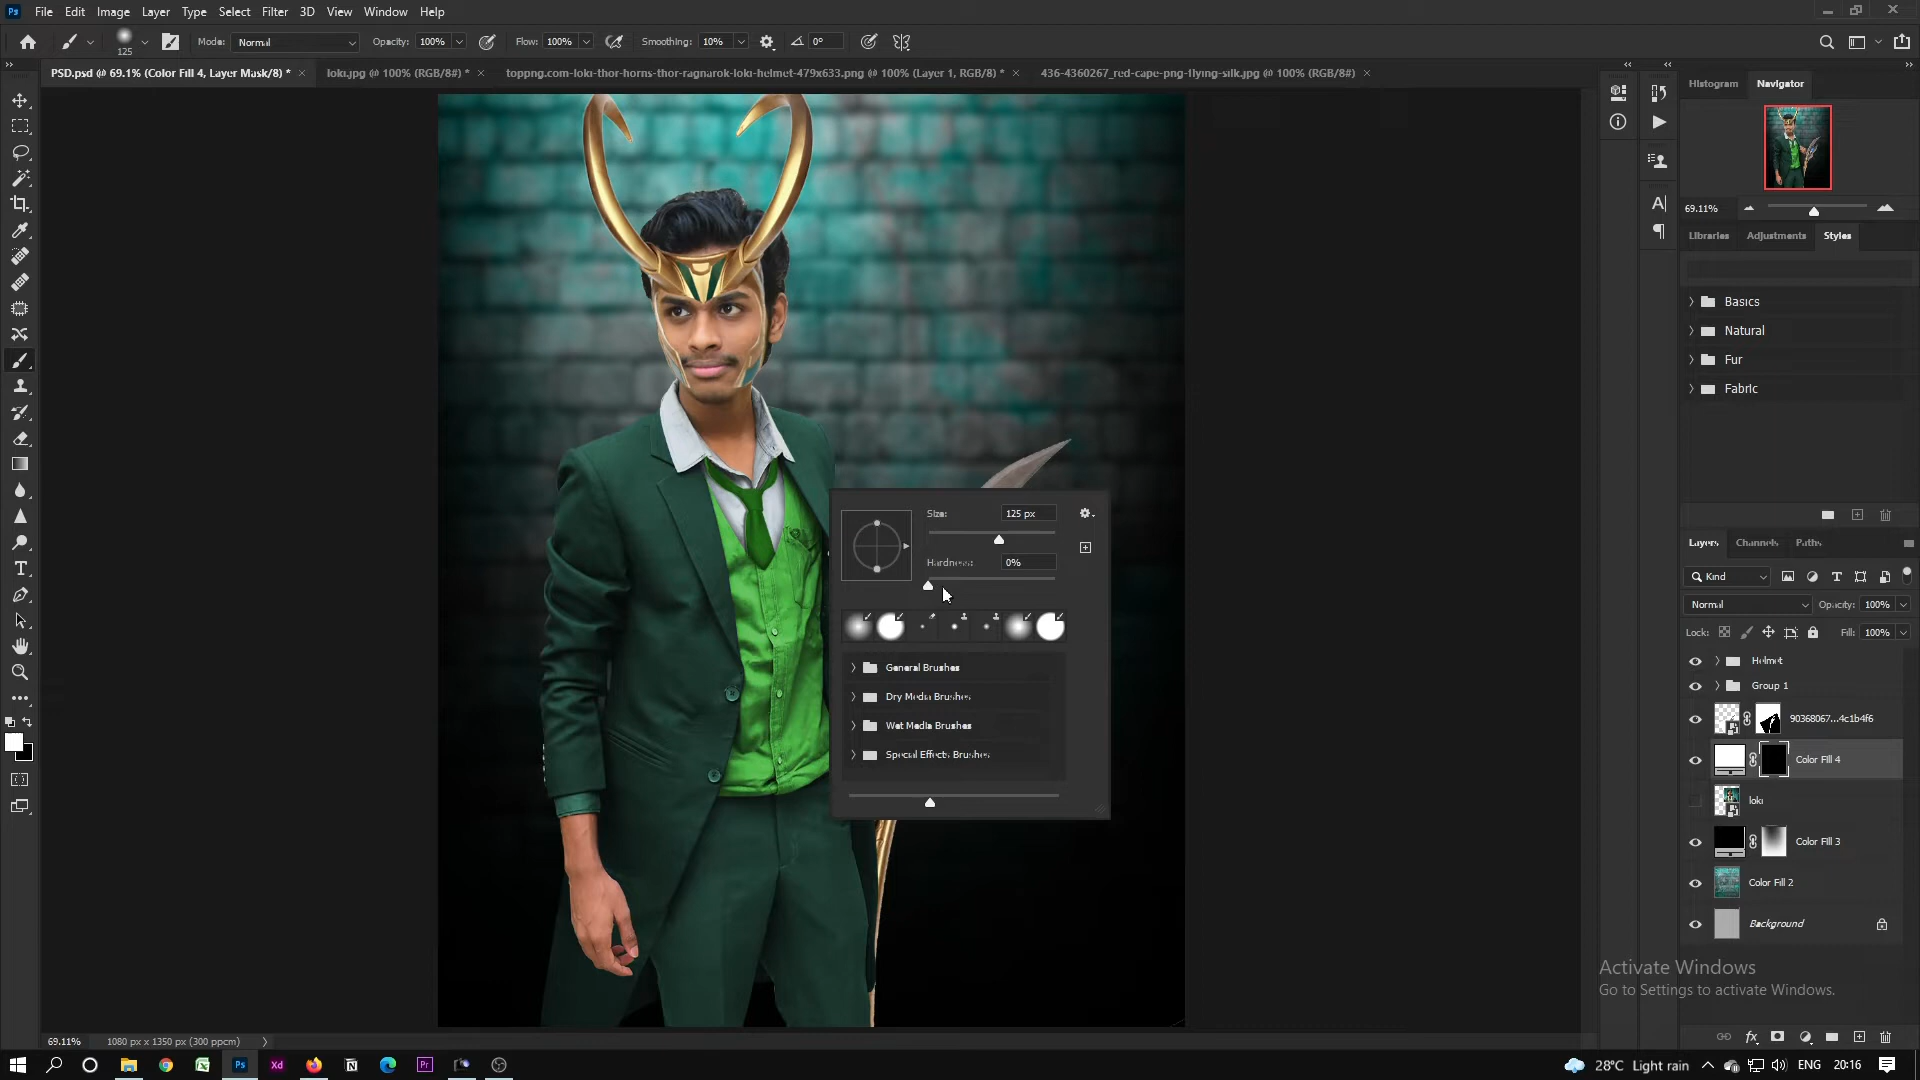 Ps File Edit Image Layer Type Select Filter 3D View Window Help
125 Mode: Normal Opacity: 100% Flow: 100% Smoothing: 10% 0°
PSD.psd @ 69.1% (Color Fill 4, Layer Mask/8) * loki.jpg @ 100% (RGB/8#) * toppng.com-loki-thor-horns-thor-ragnarok-loki-helmet-479x633.png @ 100% (Layer 1, RGB/8) * 436-4360267_red-cape-png-flying-silk.jpg @ 100% (RGB/8#)
Histogram Navigator
69.11%
Libraries Adjustments Styles
Basics
Natural
Fur
Fabric
Size: 125 px
Hardness: 0%
General Brushes
Dry Media Brushes
Wet Media Brushes
Special Effects Brushes
Layers Channels Paths
Kind
Normal Opacity: 100%
Lock: Fill: 100%
Helmet
Group 1
90368067...4c1b4f6
Color Fill 4
loki
Color Fill 3
Color Fill 2
Background
Activate Windows
Go to Settings to activate Windows.
69.11% 1080 px x 1350 px (300 ppcm)
Ps Xd Pr 28°C Light rain ENG 20:16